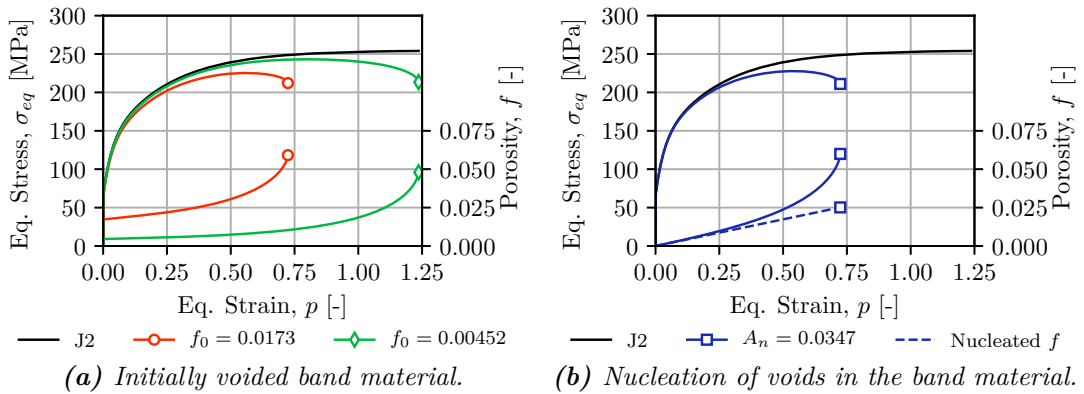 Eq. Stress, σ_eq [MPa]
300
250
200
150
100
50
0
0.00 0.25 0.50 0.75 1.00 1.25
Eq. Strain, p [-]
0.075
0.050
0.025
0.000
Porosity, f [-]
J2 f₀ = 0.0173 f₀ = 0.00452
(a) Initially voided band material.
Eq. Stress, σ_eq [MPa]
300
250
200
150
100
50
0
0.00 0.25 0.50 0.75 1.00 1.25
Eq. Strain, p [-]
0.075
0.050
0.025
0.000
Porosity, f [-]
J2 A_n = 0.0347 Nucleated f
(b) Nucleation of voids in the band material.